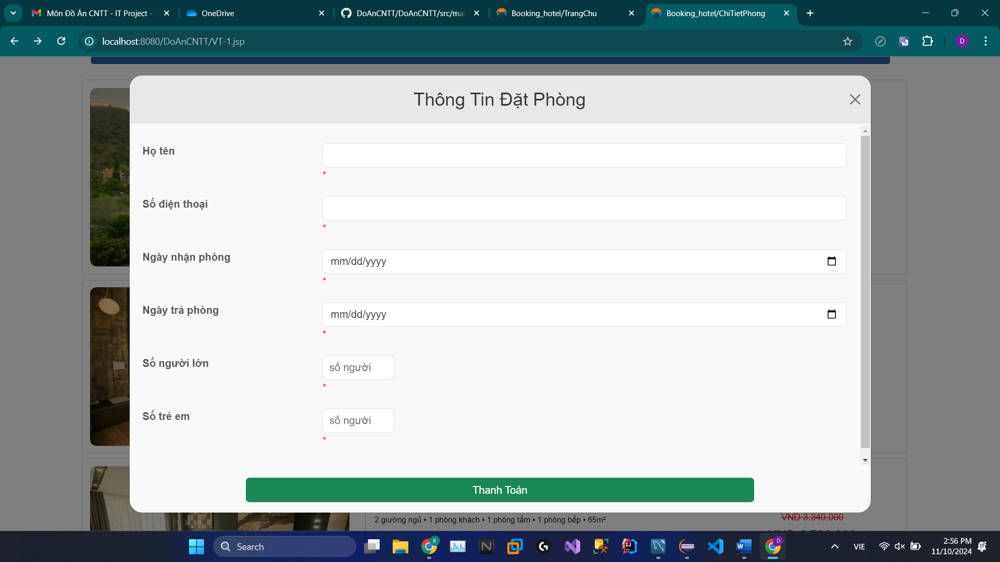 Môn Đồ Án CNTT - IT Project -
OneDrive
DoAnCNTT/DoAnCNTT/src/mai
Booking_hotel/TrangChu
Booking_hotel/ChiTietPhong
localhost:8080/DoAnCNTT/VT-1.jsp
D
Thông Tin Đặt Phòng
Họ tên
*
Số điện thoại
*
Ngày nhận phòng
mm/dd/yyyy
*
Ngày trả phòng
mm/dd/yyyy
*
Số người lớn
số người
*
Số trẻ em
số người
*
Thanh Toán
2 giường ngủ • 1 phòng khách • 1 phòng tắm • 1 phòng bếp • 65m²
VND 3.340.000
Search
K
D
VIE
2:56 PM
11/10/2024